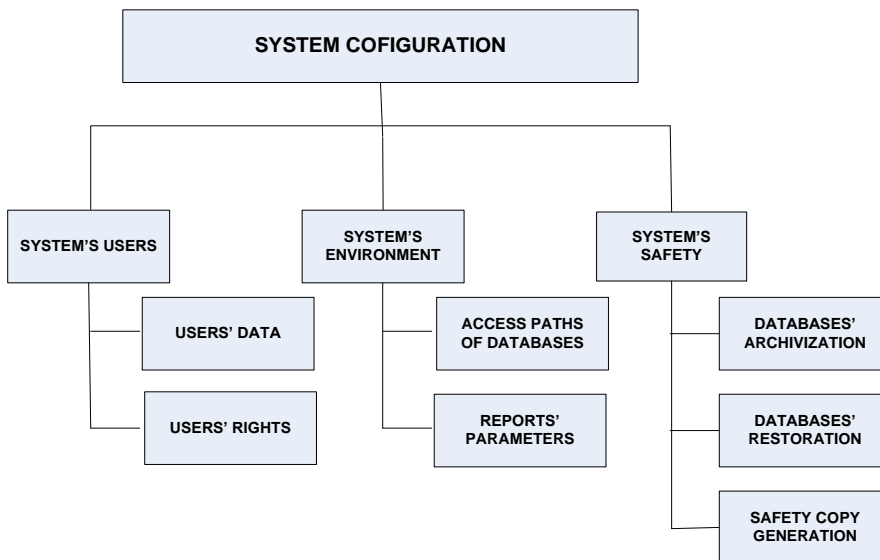 SYSTEM COFIGURATION
SYSTEM'S USERS
USERS' DATA
USERS' RIGHTS
SYSTEM'S
ENVIRONMENT
ACCESS PATHS
OF DATABASES
REPORTS'
PARAMETERS
SYSTEM'S
SAFETY
DATABASES'
ARCHIVIZATION
DATABASES'
RESTORATION
SAFETY COPY
GENERATION